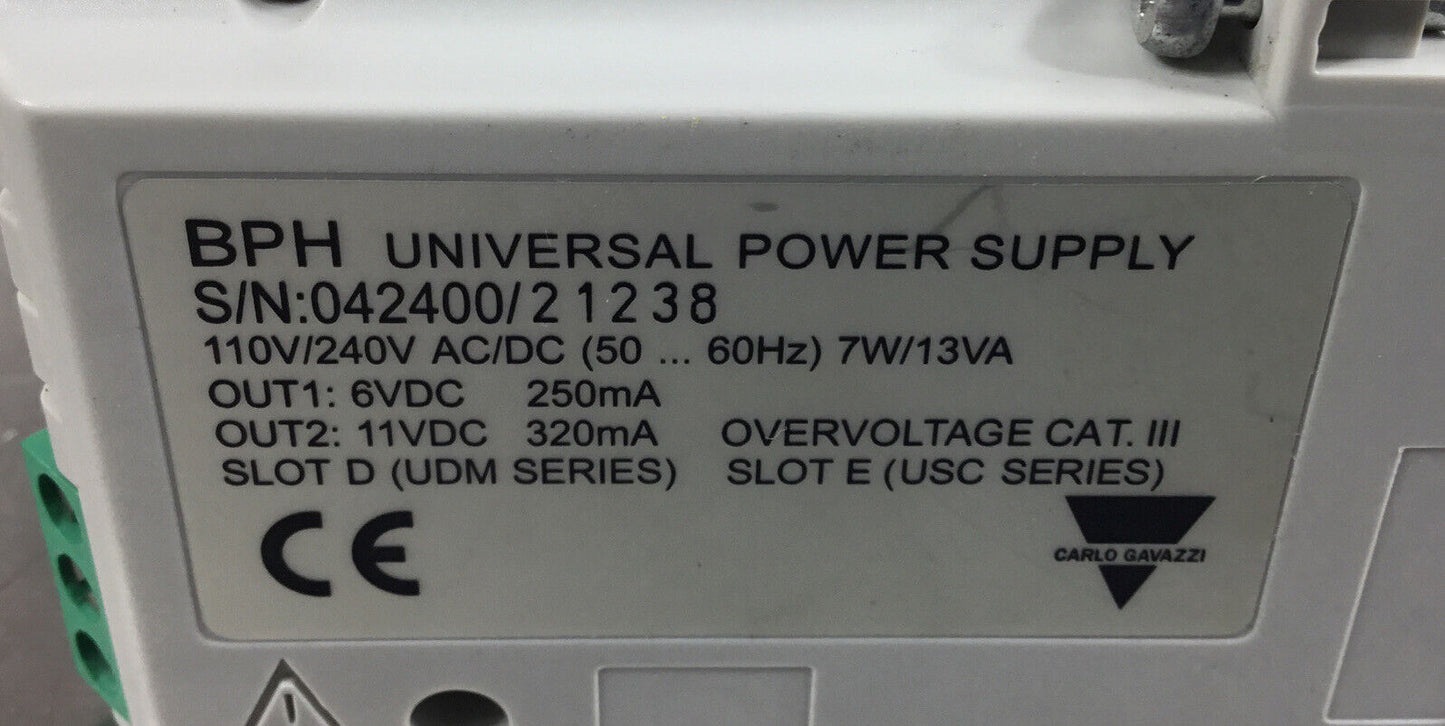 BPH UNIVERSAL POWER SUPPLY
S/N:042400/21238
110V/240V AC/DC (50 ... 60Hz) 7W/13VA
OUT1: 6VDC 250mA
OUT2: 11VDC 320mA OVERVOLTAGE CAT. III
SLOT D (UDM SERIES) SLOT E (USC SERIES)
CE
CARLO GAVAZZI